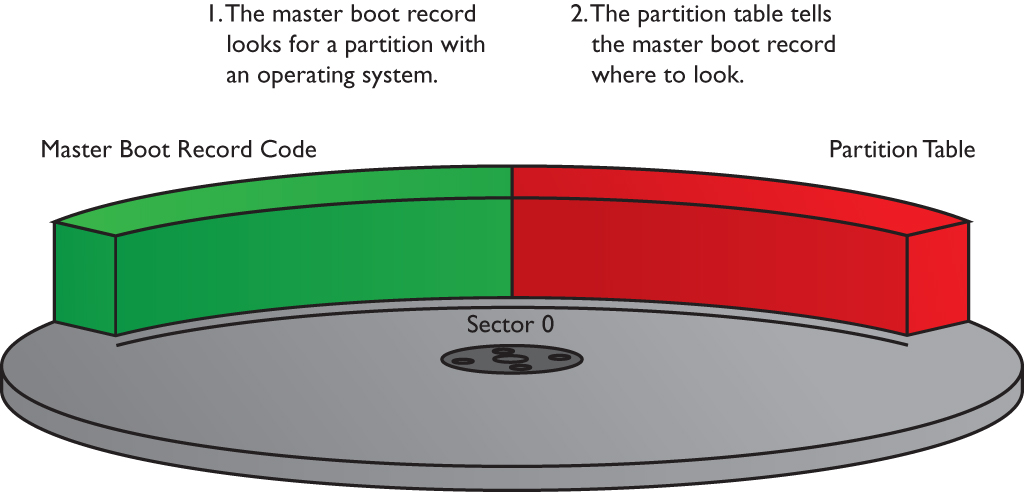 1. The master boot record
looks for a partition with
an operating system.
2. The partition table tells
the master boot record
where to look.
Master Boot Record Code
Partition Table
Sector 0